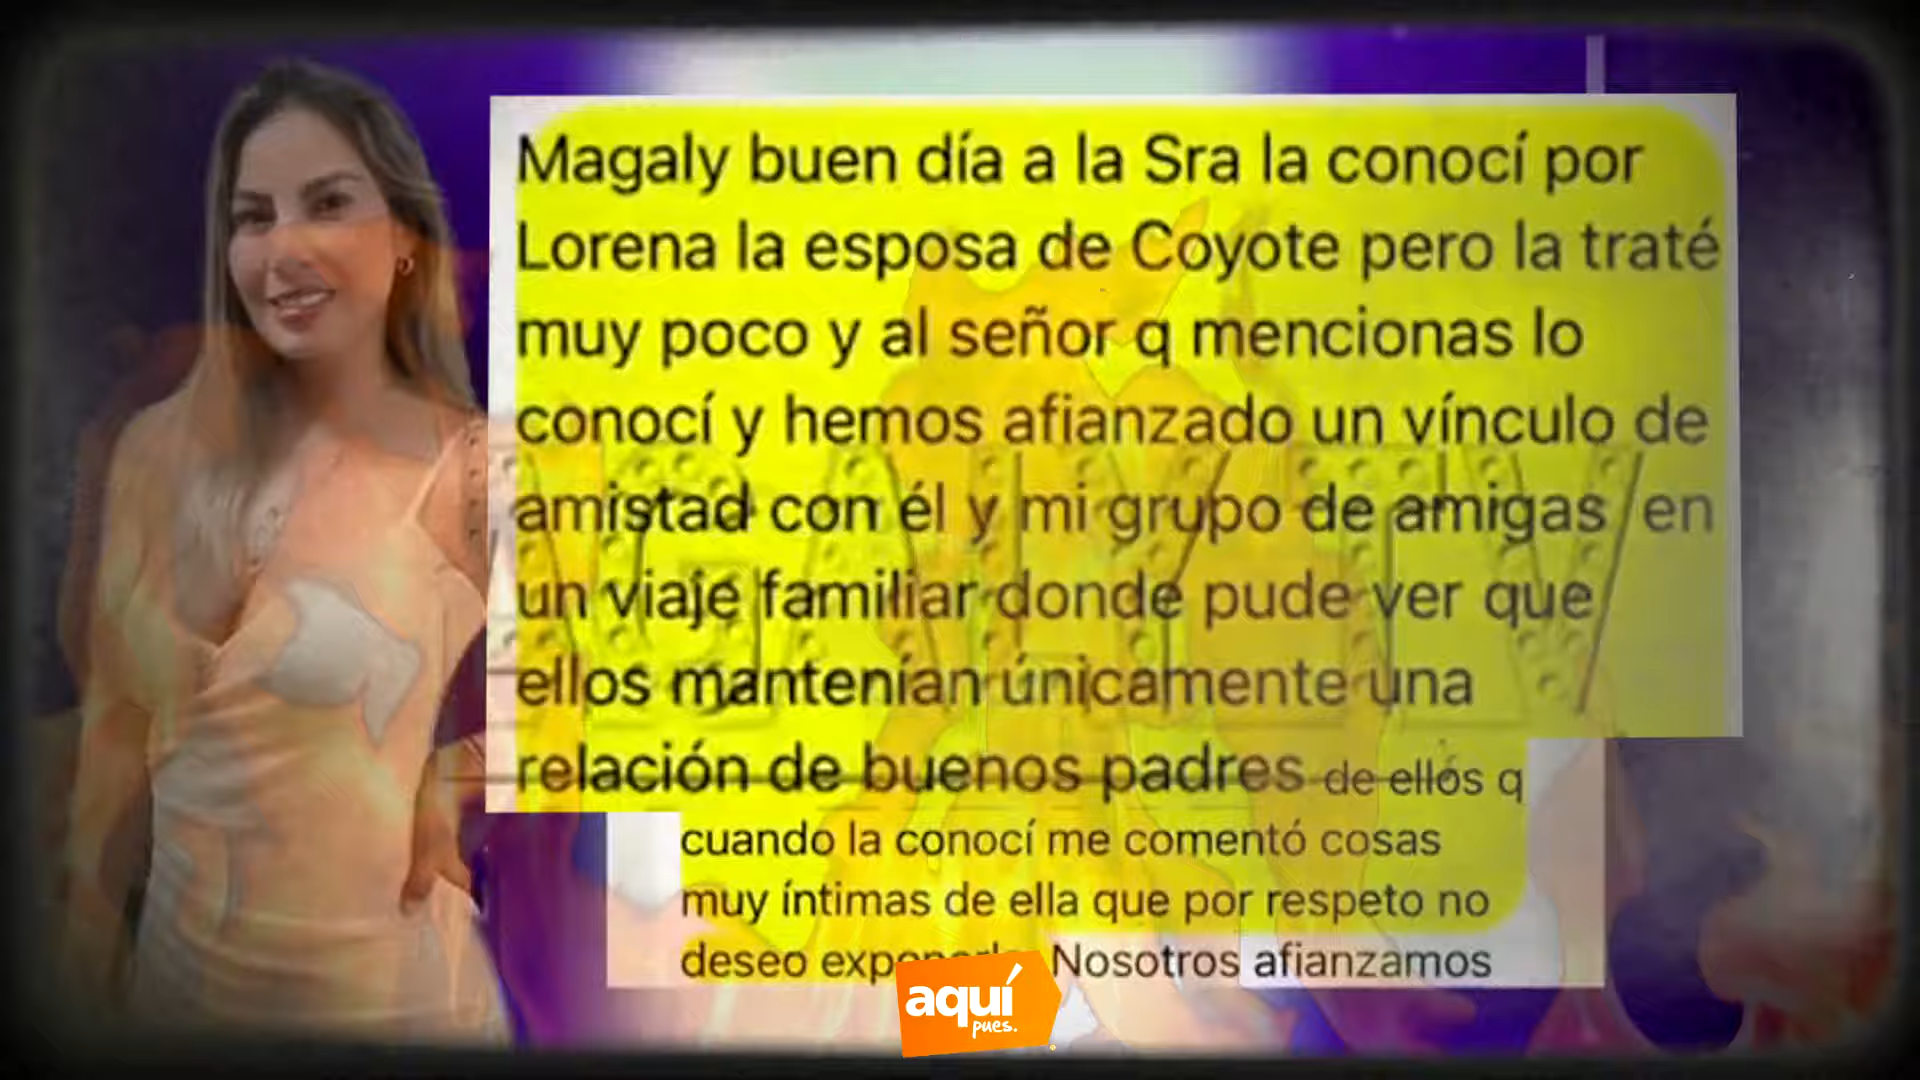 Magaly buen día a la Sra la conocí por
Lorena la esposa de Coyote pero la traté
muy poco y al señor q mencionas lo
conocí y hemos afianzado un vínculo de
amistad con él y mi grupo de amigas en
un viaje familiar donde pude ver que
ellos mantenían únicamente una
relación de buenos padres de ellos q
cuando la conocí me comentó cosas
muy íntimas de ella que por respeto no
deseo Nosotros afianzamos
aquí
pues.